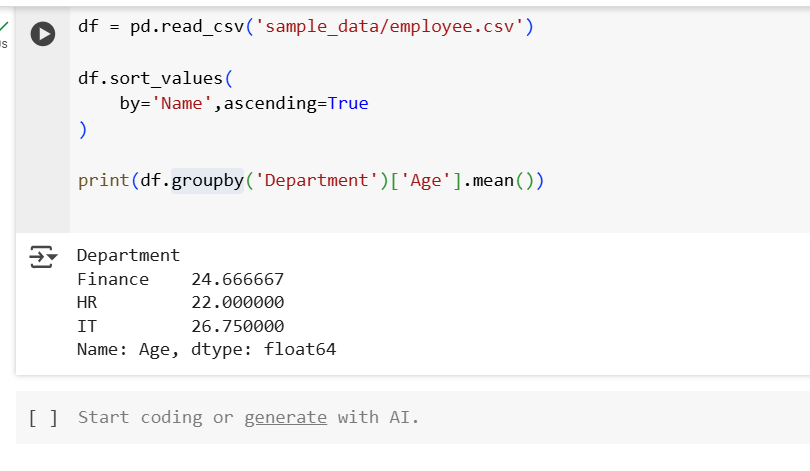 df = pd.read_csv('sample_data/employee.csv')
df.sort_values(
    by='Name',ascending=True
)
print(df.groupby('Department')['Age'].mean())
Department
Finance    24.666667
HR         22.000000
IT         26.750000
Name: Age, dtype: float64
[ ] Start coding or generate with AI.